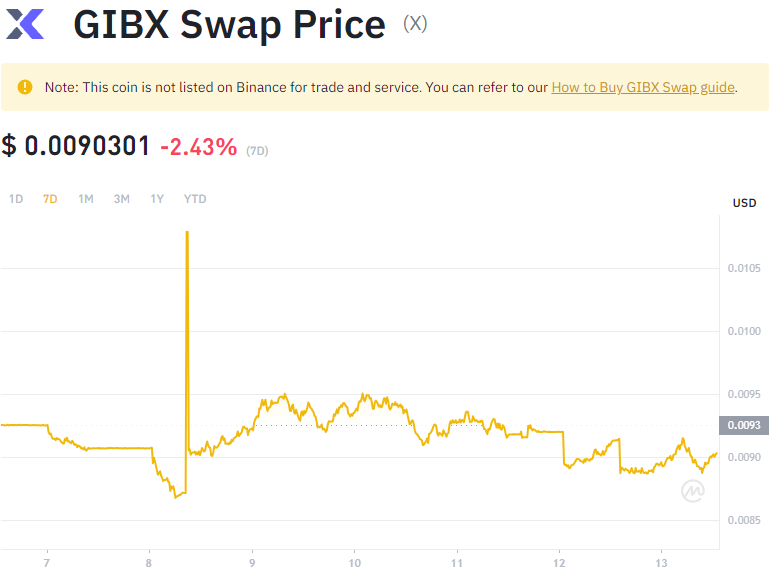 GIBX Swap Price (X)
Note: This coin is not listed on Binance for trade and service. You can refer to our How to Buy GIBX Swap guide.
$ 0.0090301 -2.43% (7D)
1D 7D 1M 3M 1Y YTD
USD
0.0105
0.0100
0.0095
0.0093
0.0090
0.0085
7 8 9 10 11 12 13